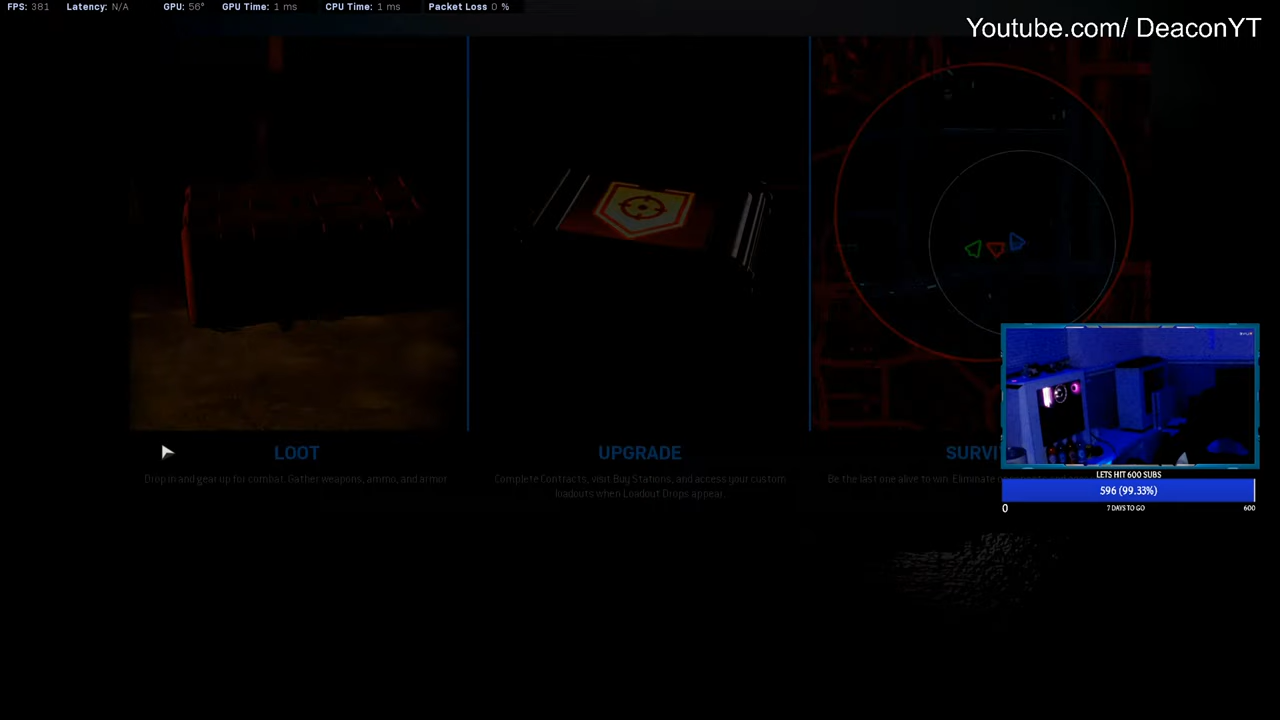 FPS: 381 Latency: N/A GPU: 56° GPU Time: 1 ms CPU Time: 1 ms Packet Loss 0 %
Youtube.com/ DeaconYT
LOOT
UPGRADE
SURVI
Drop in and gear up for combat. Gather weapons, ammo, and armor
Complete Contracts, visit Buy Stations, and access your custom
loadouts when Loadout Drops appear.
Be the last one alive to win. Eliminate
LETS HIT 600 SUBS
596 (99.33%)
0
7 DAYS TO GO
600